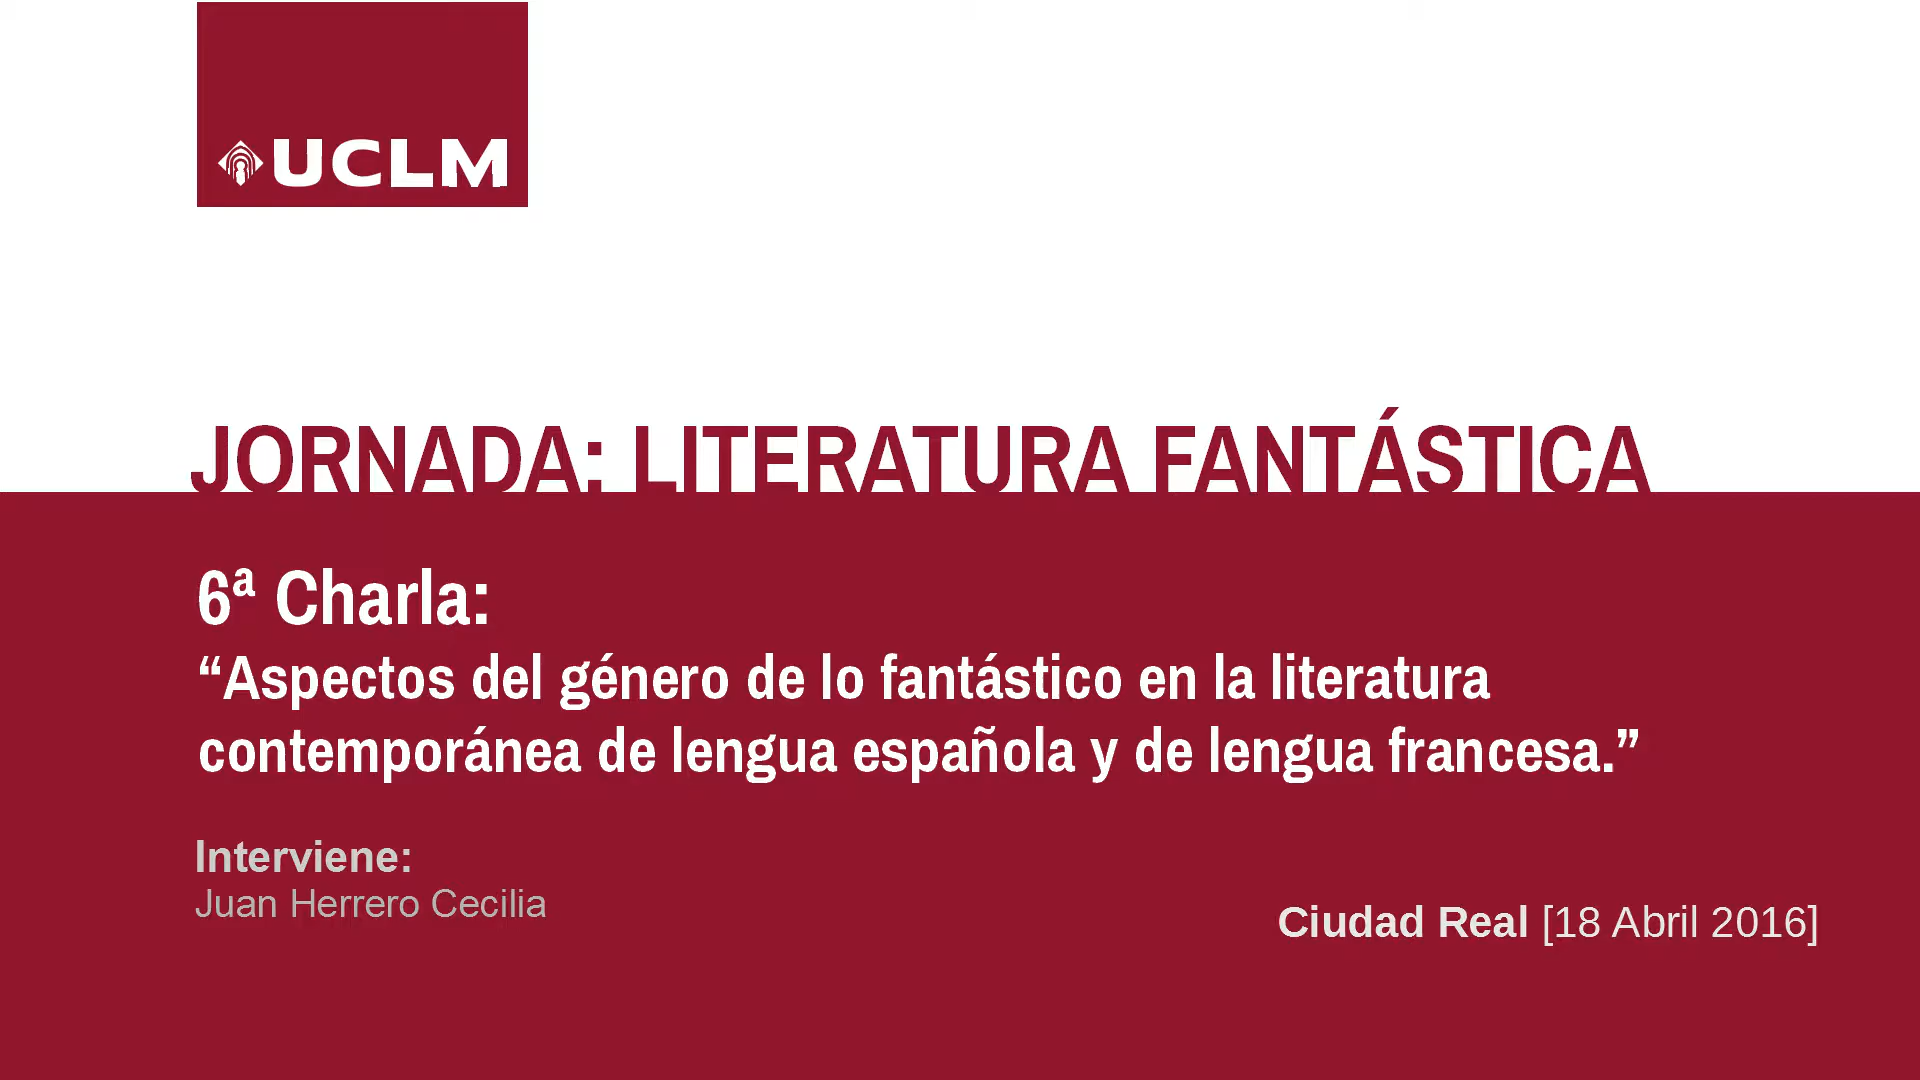 UCLM
JORNADA: LITERATURA FANTÁSTICA
6ª Charla:
“Aspectos del género de lo fantástico en la literatura
contemporánea de lengua española y de lengua francesa.”
Interviene:
Juan Herrero Cecilia
Ciudad Real [18 Abril 2016]